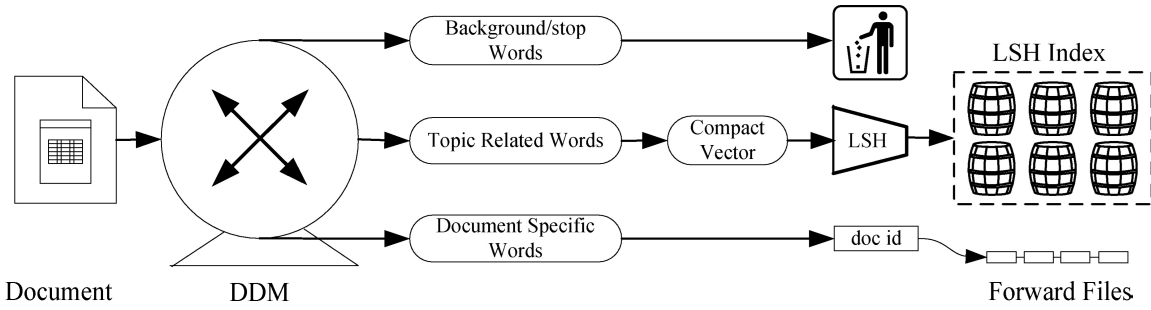 Background/stop
Words
LSH Index
Topic Related Words
Compact
Vector
LSH
Document Specific
Words
doc id
Document
DDM
Forward Files.